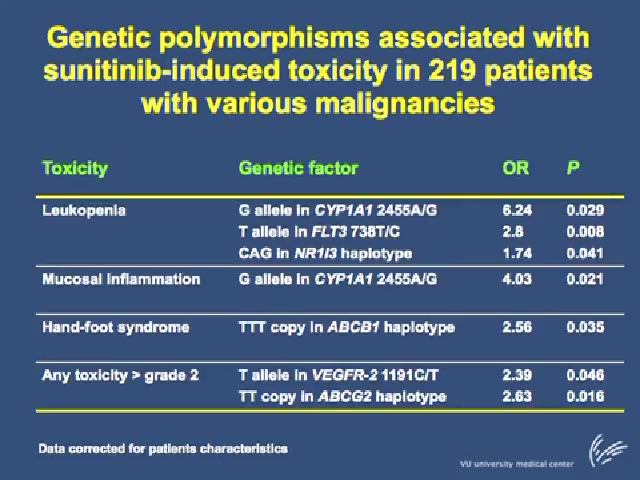 Genetic polymorphisms associated with
sunitinib-induced toxicity in 219 patients
with various malignancies
Toxicity Genetic factor OR P
Leukopenia G allele in CYP1A1 2455A/G 6.24 0.029
T allele in FLT3 738T/C 2.8 0.008
CAG in NR1I3 haplotype 1.74 0.041
Mucosal inflammation G allele in CYP1A1 2455A/G 4.03 0.021
Hand-foot syndrome TTT copy in ABCB1 haplotype 2.56 0.035
Any toxicity > grade 2 T allele in VEGFR-2 1191C/T 2.39 0.046
TT copy in ABCG2 haplotype 2.63 0.016
Data corrected for patients characteristics
VU university medical center